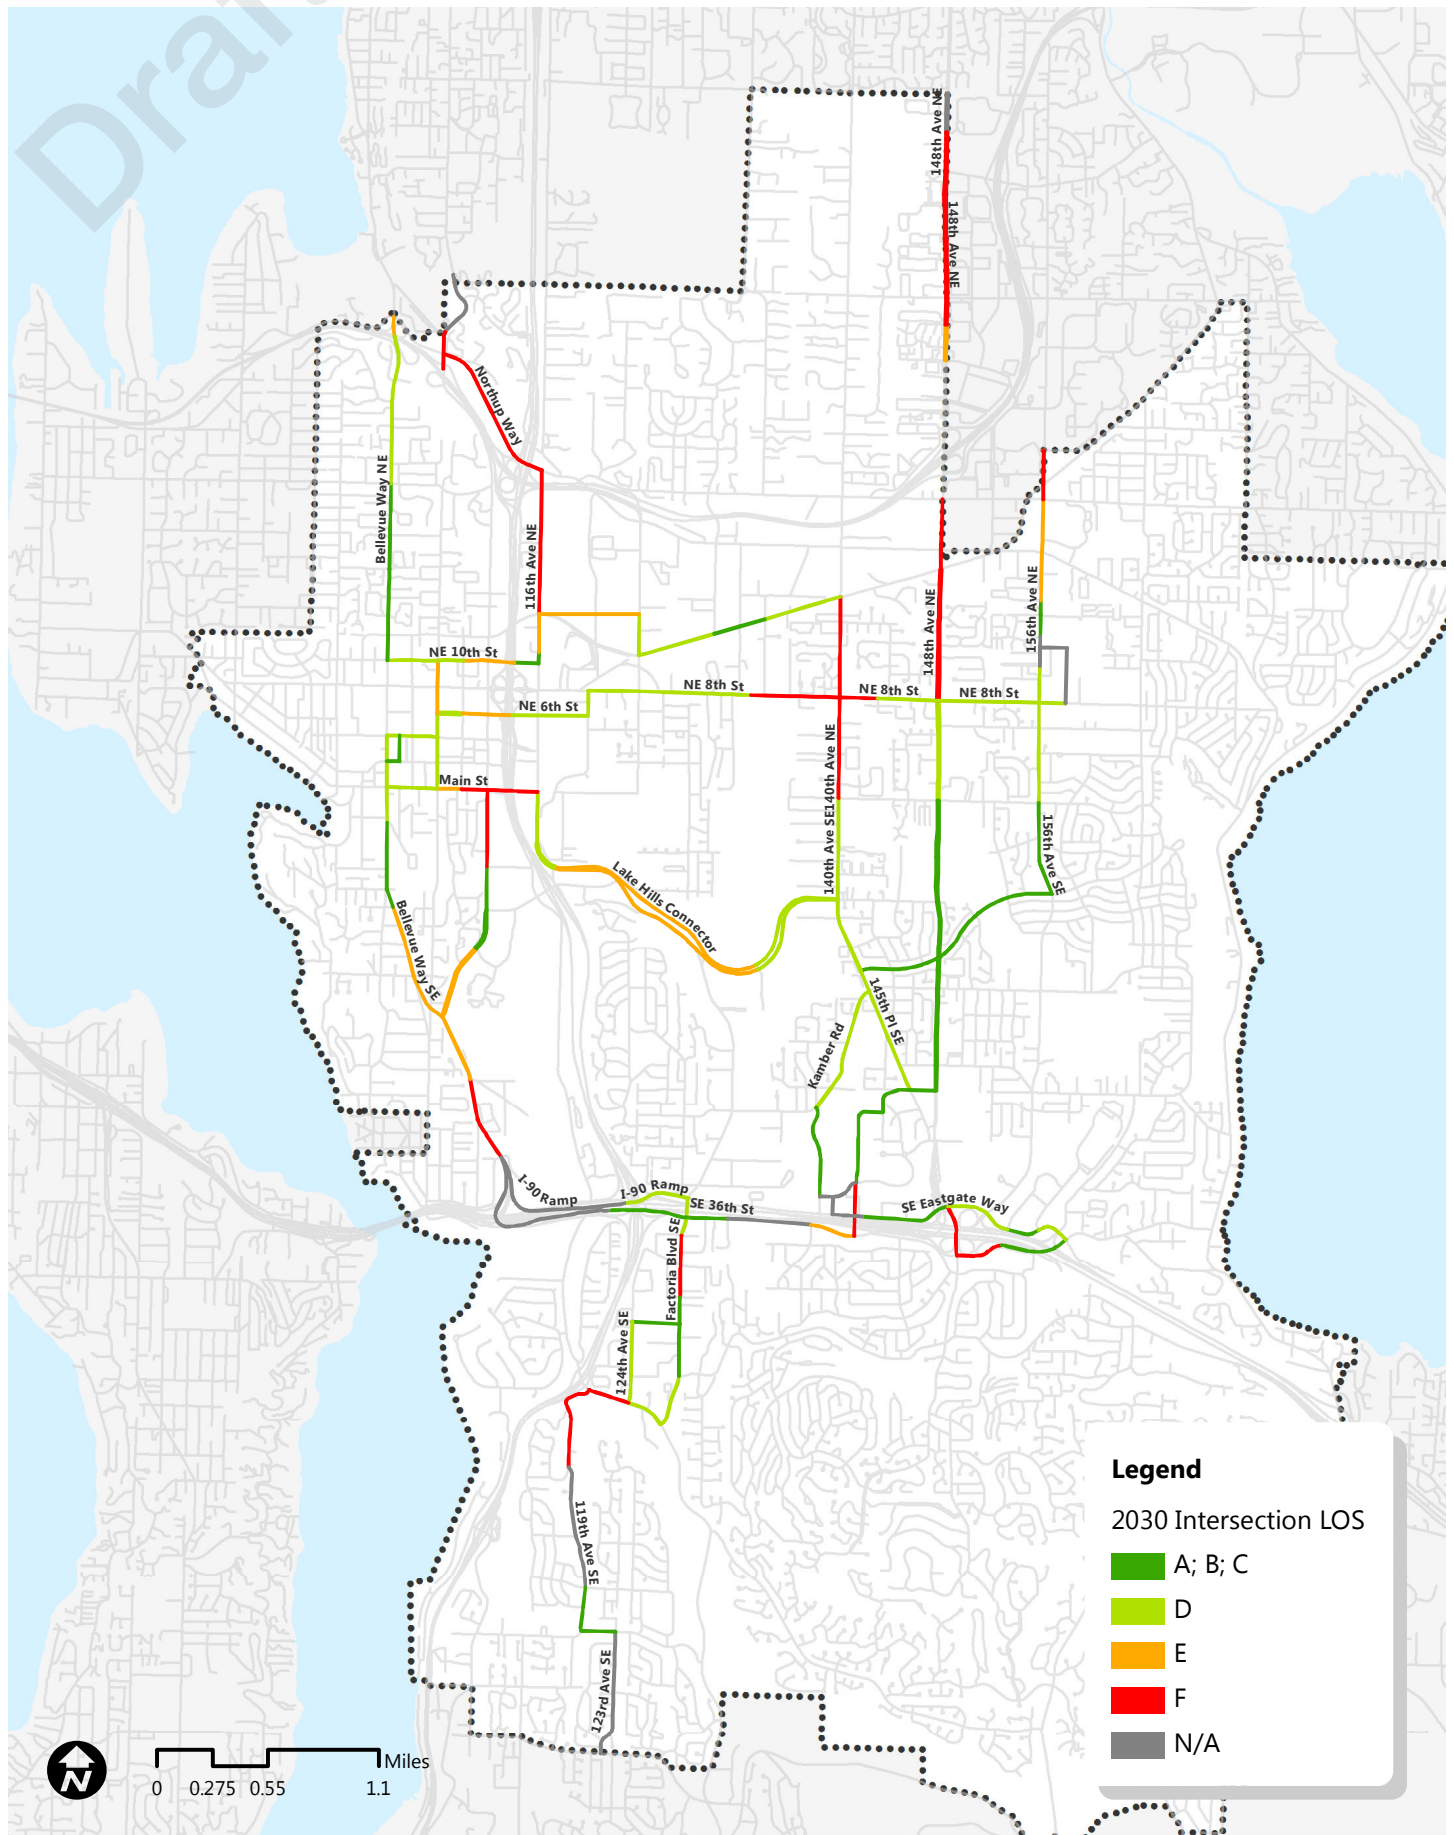 Draf
148th Ave NE
148th Ave NE
Northup Way
Bellevue Way NE
116th Ave NE
148th Ave NE
156th Ave NE
NE 10th St
NE 8th St
NE 8th St
NE 8th St
NE 6th St
Main St
140th Ave NE
140th Ave SE
156th Ave SE
Lake Hills Connector
Bellevue Way SE
145th Pl SE
Kamber Rd
I-90 Ramp
I-90 Ramp
SE 36th St
SE Eastgate Way
Factoria Blvd SE
124th Ave SE
119th Ave SE
123rd Ave SE
Legend
2030 Intersection LOS
A; B; C
D
E
F
N/A
N
Miles
0 0.275 0.55 1.1